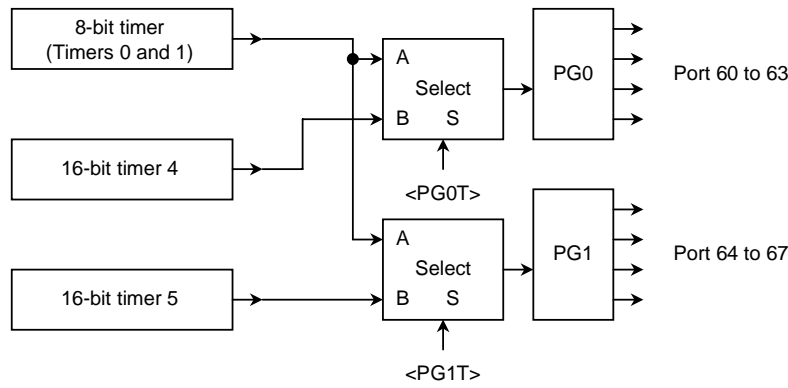 8-bit timer
(Timers 0 and 1)
A
Select
B S
PG0
Port 60 to 63
16-bit timer 4
<PG0T>
A
Select
B S
PG1
Port 64 to 67
16-bit timer 5
<PG1T>